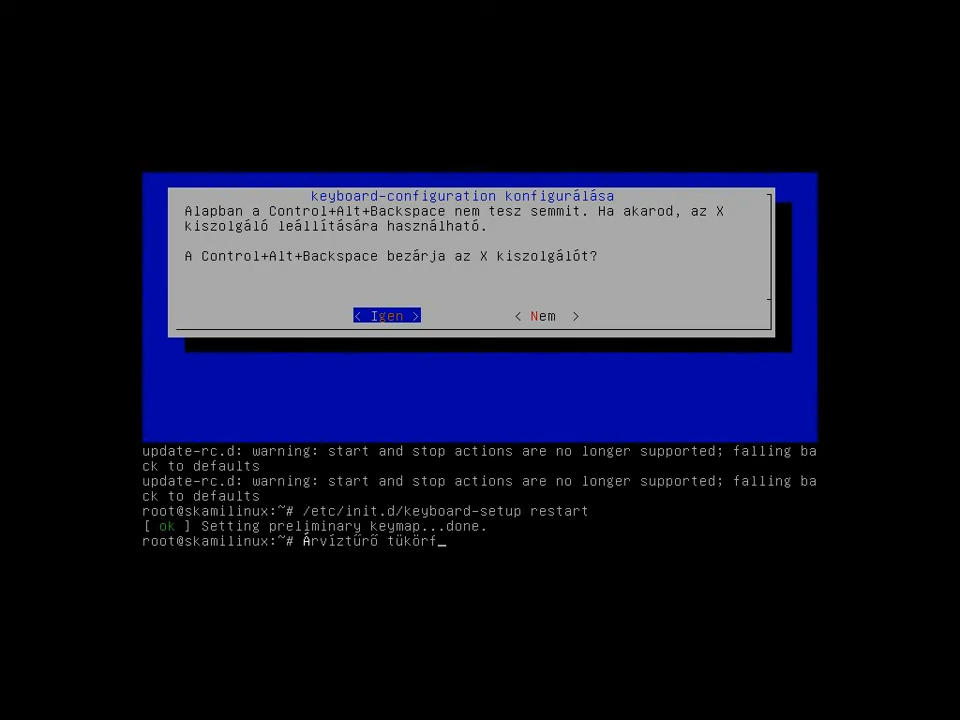 keyboard-configuration konfigurálása
Alapban a Control+Alt+Backspace nem tesz semmit. Ha akarod, az X
kiszolgáló leállítására használható.
A Control+Alt+Backspace bezárja az X kiszolgálót?
< Igen > < Nem >
update-rc.d: warning: start and stop actions are no longer supported; falling ba
ck to defaults
update-rc.d: warning: start and stop actions are no longer supported; falling ba
ck to defaults
root@skamilinux:~# /etc/init.d/keyboard-setup restart
[ ok ] Setting preliminary keymap...done.
root@skamilinux:~# Árvíztűrő tükörf_